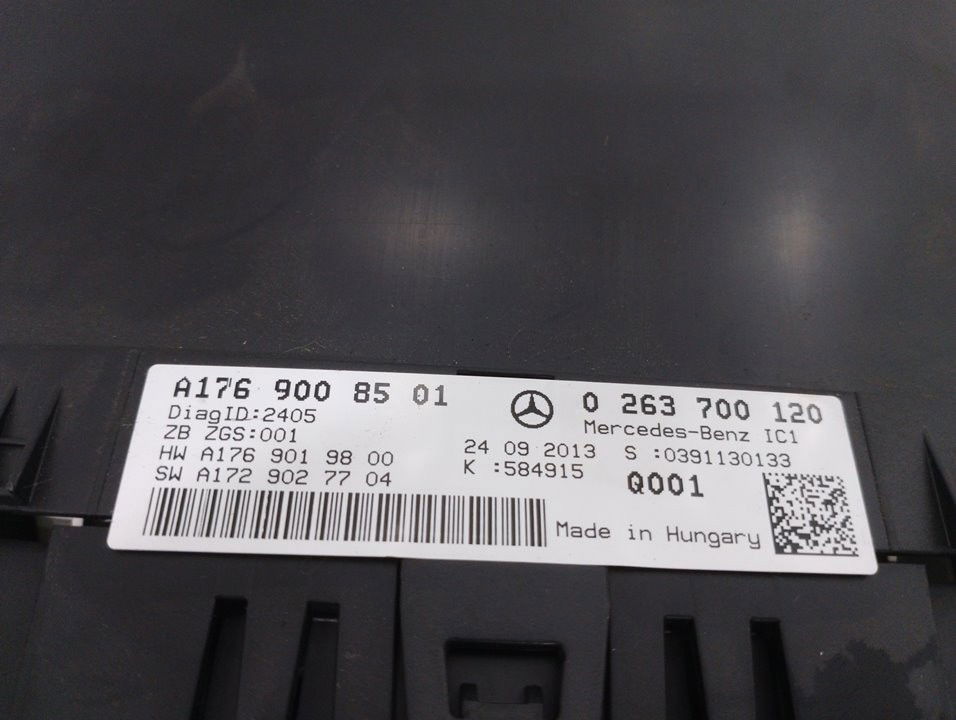 A176 900 85 01
0 263 700 120
DiagID:2405
Mercedes-Benz IC1
ZB ZGS:001
24 09 2013 S :0391130133
HW A176 901 98 00
K :584915
Q001
SW A172 902 77 04
Made in Hungary